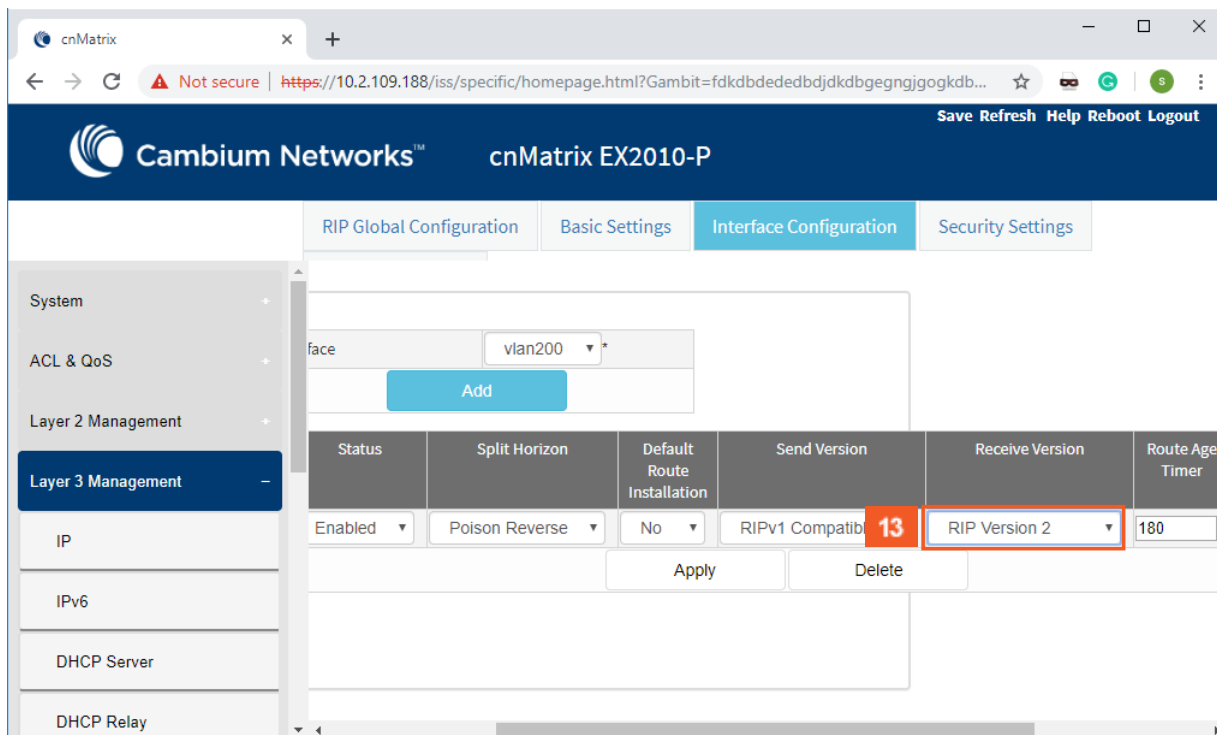 cnMatrix
Not secure | https://10.2.109.188/iss/specific/homepage.html?Gambit=fdkdbdededbdjdkdbgegngjgogkdb...
S
Save Refresh Help Reboot Logout
Cambium Networks™ cnMatrix EX2010-P
RIP Global Configuration Basic Settings Interface Configuration Security Settings
System +
ACL & QoS +
Layer 2 Management +
Layer 3 Management −
IP
IPv6
DHCP Server
DHCP Relay
face vlan200 *
Add
Status Split Horizon Default Route Installation Send Version Receive Version Route Age Timer
Enabled Poison Reverse No RIPv1 Compatibl 13 RIP Version 2 180
Apply Delete